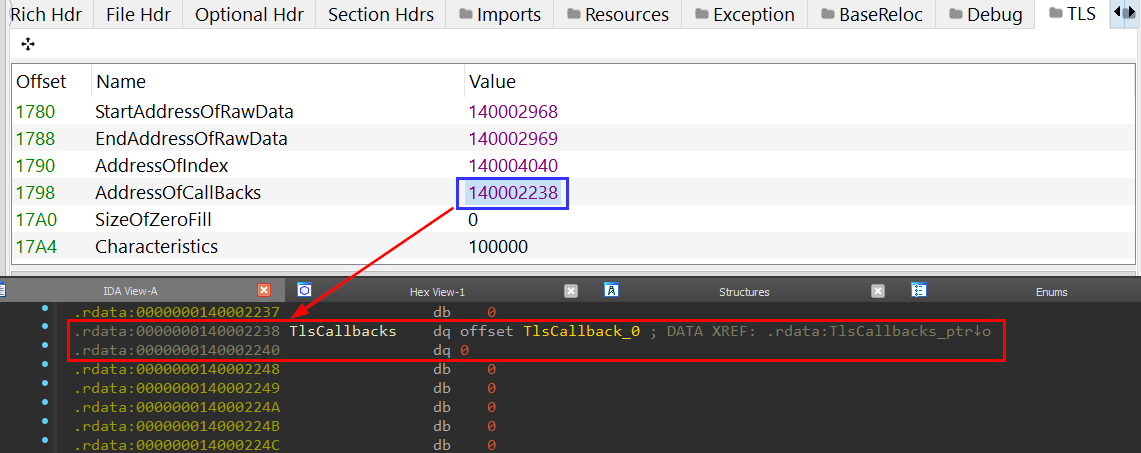 Rich Hdr File Hdr Optional Hdr Section Hdrs Imports Resources Exception BaseReloc Debug TLS
Offset Name Value
1780 StartAddressOfRawData 140002968
1788 EndAddressOfRawData 140002969
1790 AddressOfIndex 140004040
1798 AddressOfCallBacks 140002238
17A0 SizeOfZeroFill 0
17A4 Characteristics 100000
IDA View-A Hex View-1 Structures Enums
.rdata:0000000140002237 db 0
.rdata:0000000140002238 TlsCallbacks dq offset TlsCallback_0 ; DATA XREF: .rdata:TlsCallbacks_ptr↓o
.rdata:0000000140002240 dq 0
.rdata:0000000140002248 db 0
.rdata:0000000140002249 db 0
.rdata:000000014000224A db 0
.rdata:000000014000224B db 0
.rdata:000000014000224C db 0